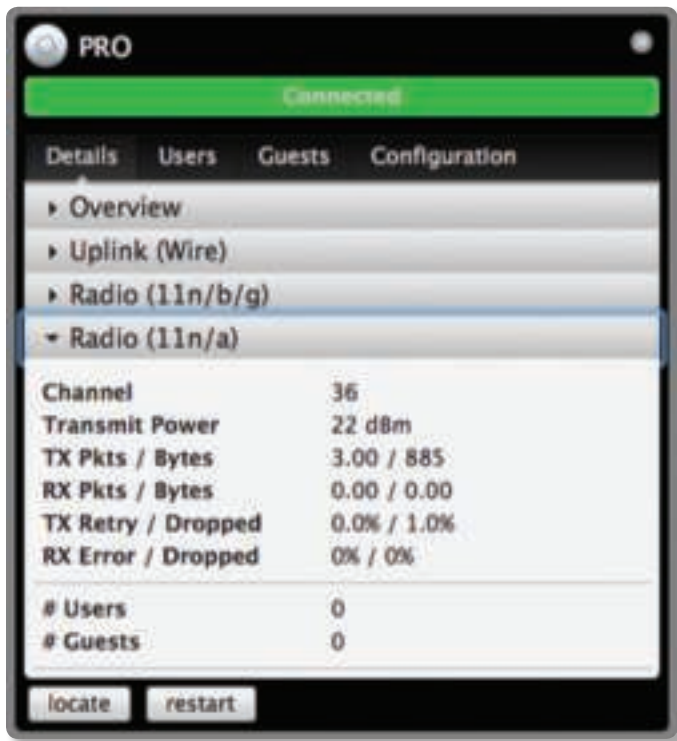 PRO
Connected
Details Users Guests Configuration
Overview
Uplink (Wire)
Radio (11n/b/g)
Radio (11n/a)
Channel 36
Transmit Power 22 dBm
TX Pkts / Bytes 3.00 / 885
RX Pkts / Bytes 0.00 / 0.00
TX Retry / Dropped 0.0% / 1.0%
RX Error / Dropped 0% / 0%
# Users 0
# Guests 0
locate restart